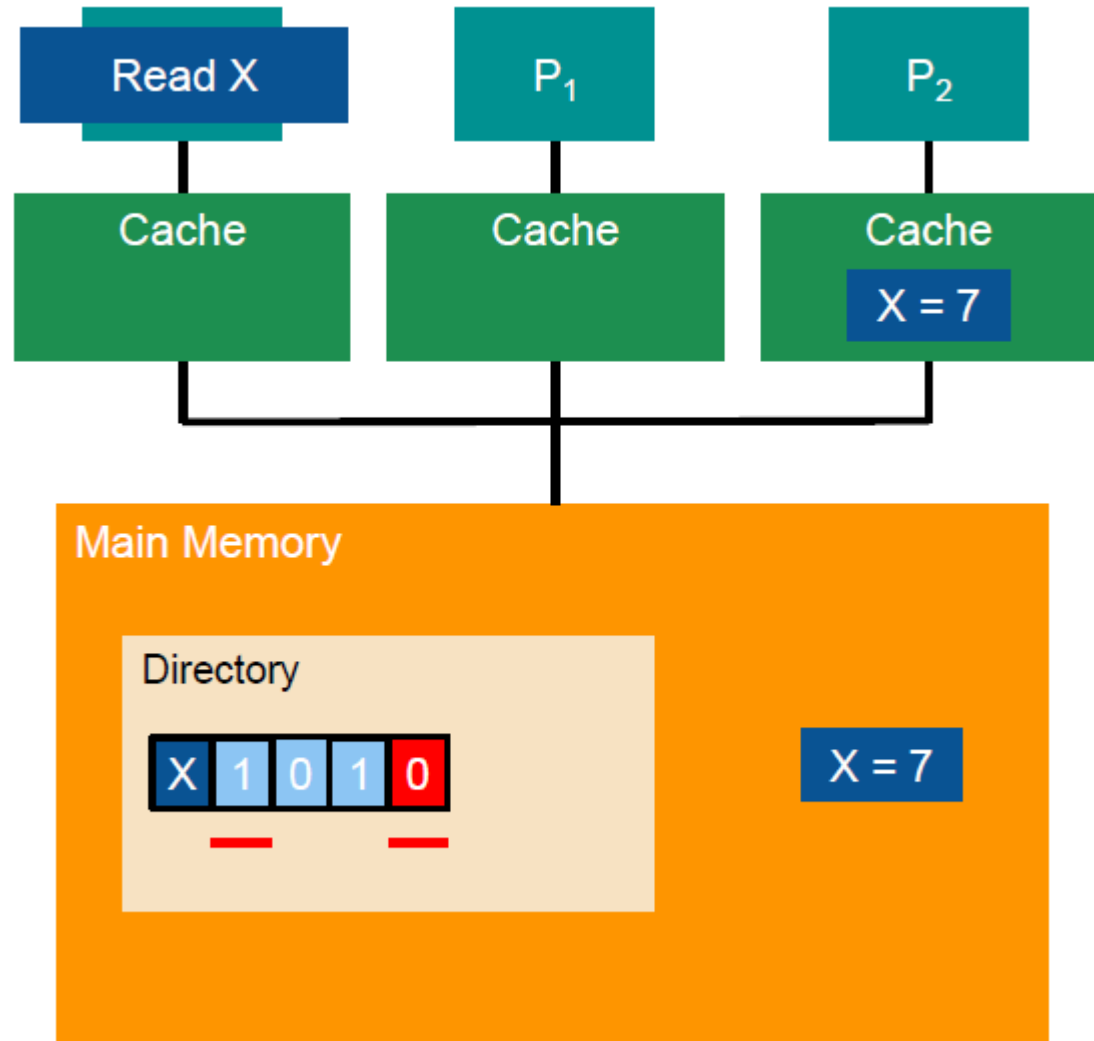 Read X
P₁
P₂
Cache
Cache
Cache
X = 7
Main Memory
Directory
X 1 0 1 0
X = 7